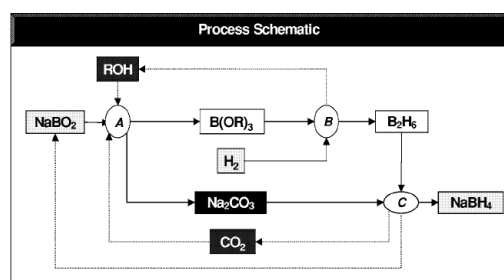 Process Schematic
ROH
NaBO₂
A
B(OR)₃
B
B₂H₆
H₂
Na₂CO₃
C
NaBH₄
CO₂